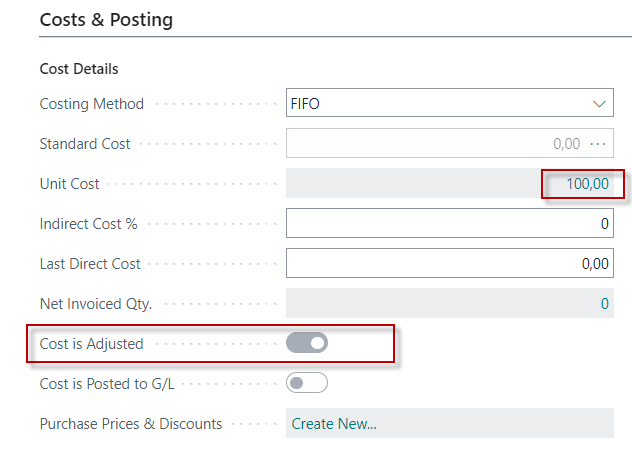 Costs & Posting
Cost Details
Costing Method FIFO
Standard Cost 0,00 ...
Unit Cost 100,00
Indirect Cost % 0
Last Direct Cost 0,00
Net Invoiced Qty. 0
Cost is Adjusted
Cost is Posted to G/L
Purchase Prices & Discounts Create New...